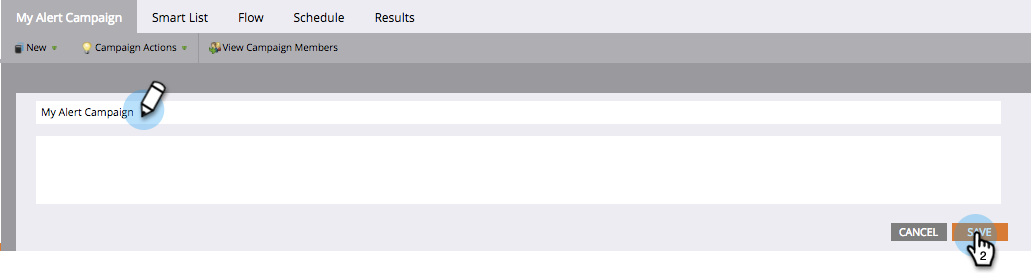 My Alert Campaign Smart List Flow Schedule Results
New Campaign Actions View Campaign Members
My Alert Campaign
CANCEL SAVE
2